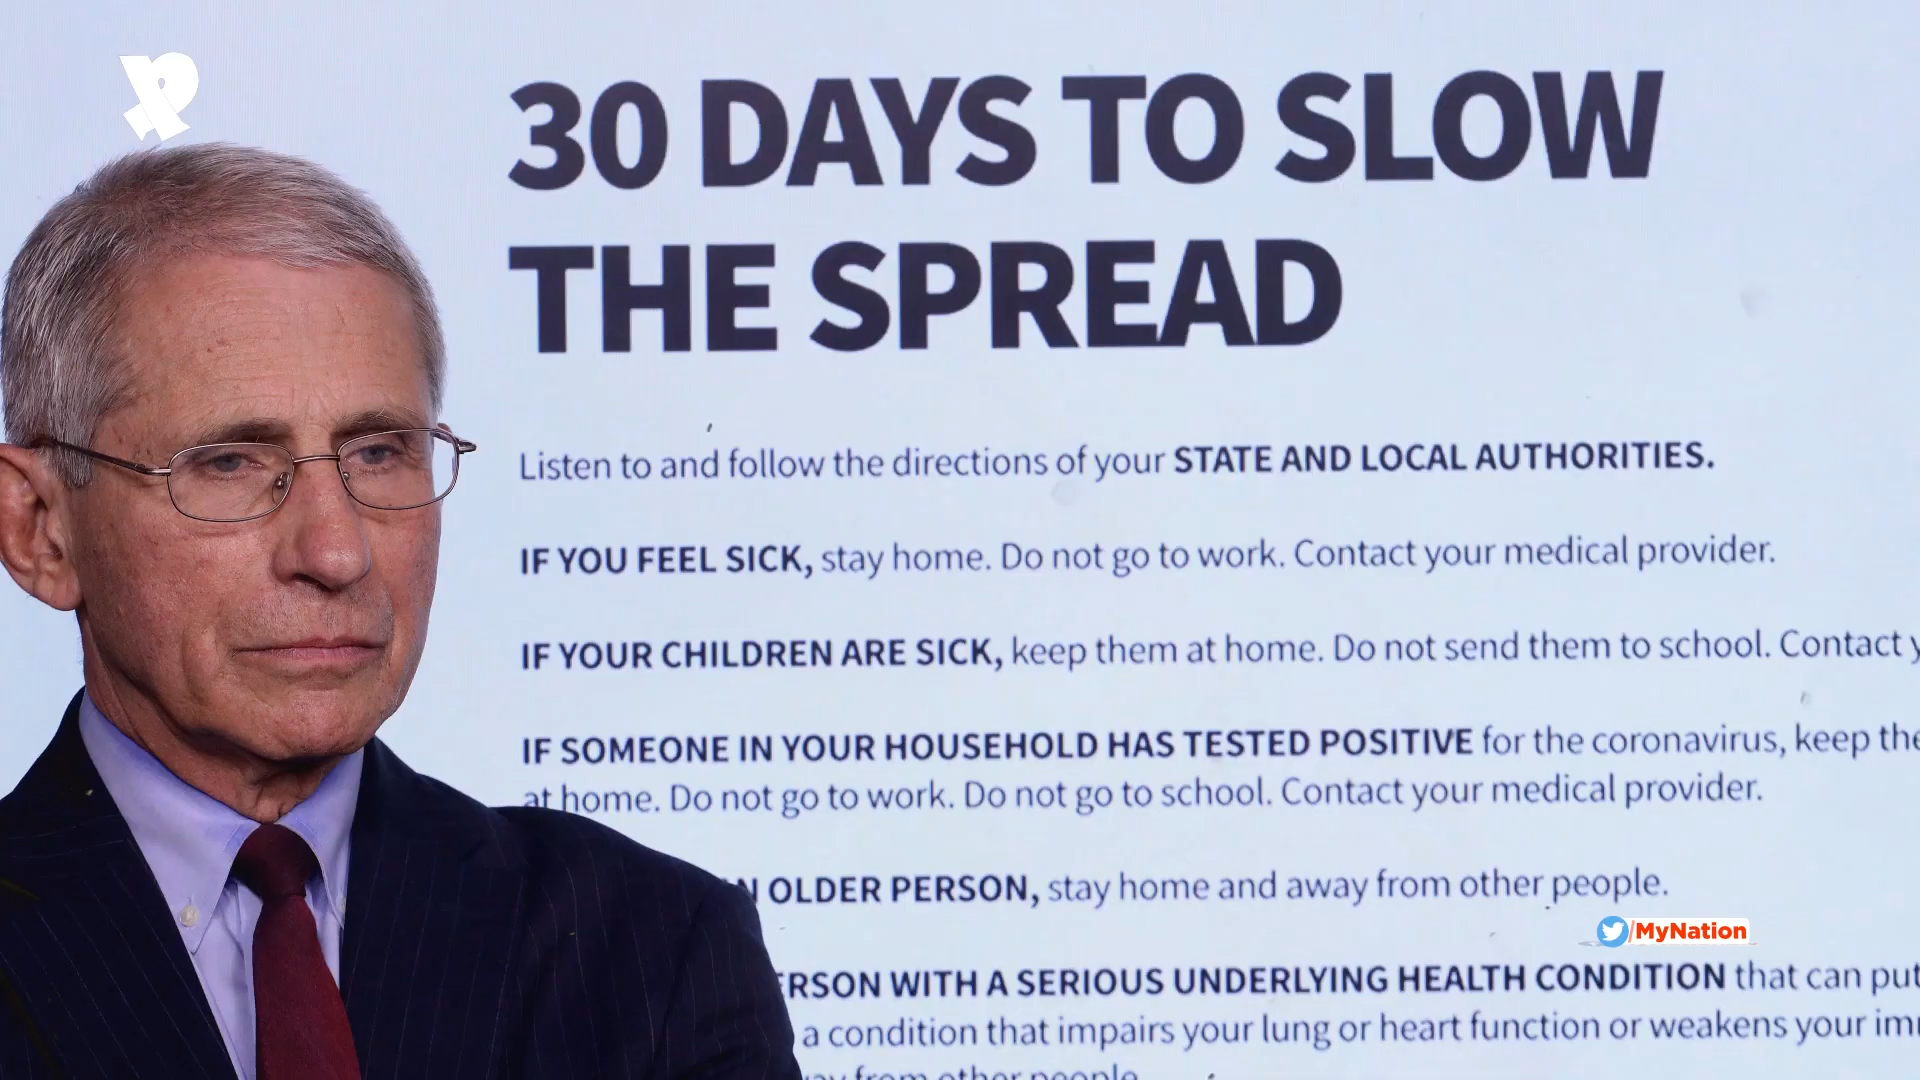 30 DAYS TO SLOW
THE SPREAD
Listen to and follow the directions of your STATE AND LOCAL AUTHORITIES.
IF YOU FEEL SICK, stay home. Do not go to work. Contact your medical provider.
IF YOUR CHILDREN ARE SICK, keep them at home. Do not send them to school. Contact
IF SOMEONE IN YOUR HOUSEHOLD HAS TESTED POSITIVE for the coronavirus, keep
at home. Do not go to work. Do not go to school. Contact your medical provider.
OLDER PERSON, stay home and away from other people.
/MyNation
WITH A SERIOUS UNDERLYING HEALTH CONDITION that can put
a condition that impairs your lung or heart function or weakens your
from other people